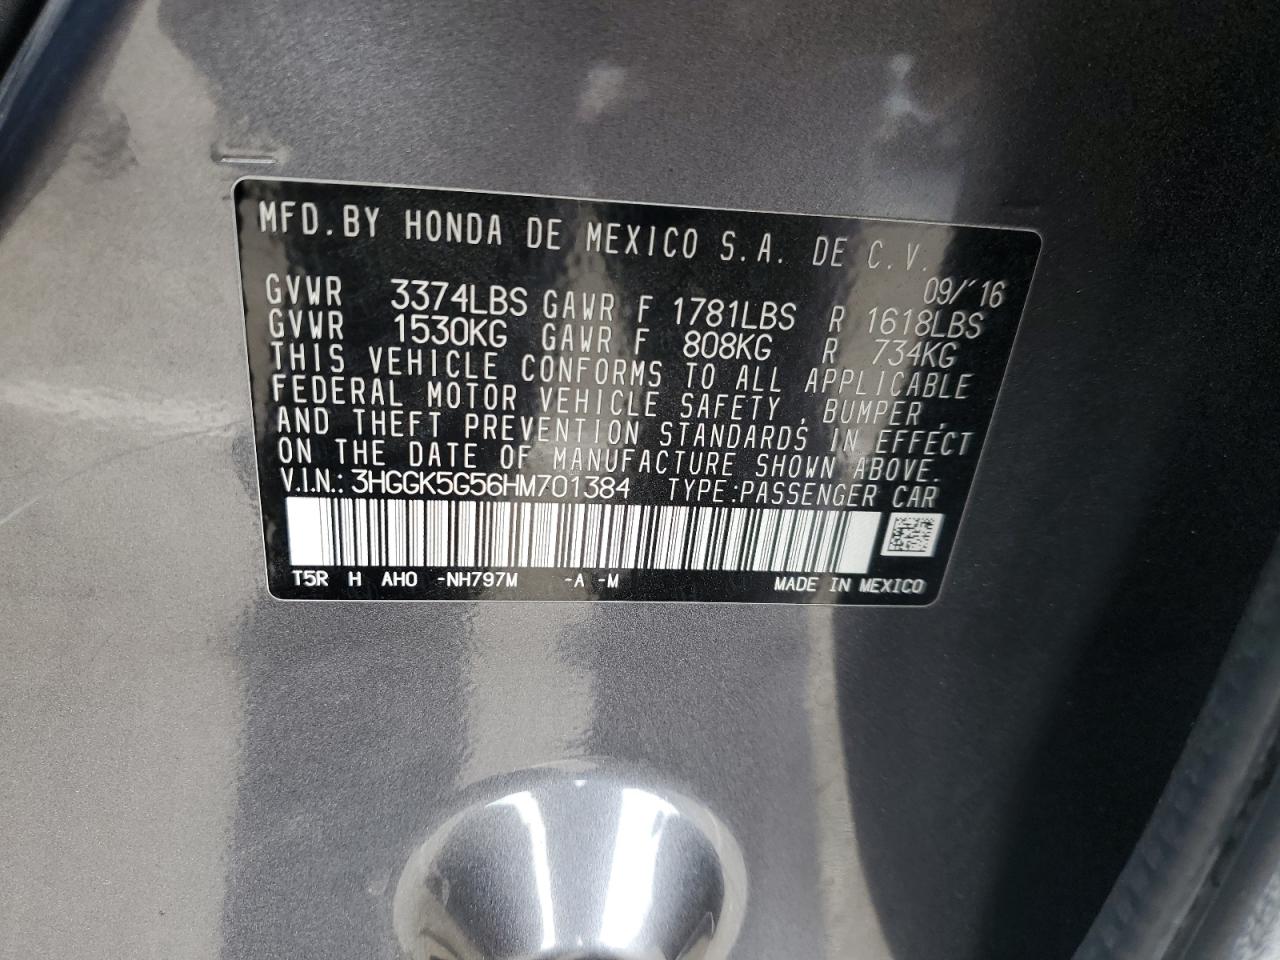 MFD.BY HONDA DE MEXICO S.A. DE C.V.
09/'16
GVWR 3374LBS GAWR F 1781LBS R 1618LBS
GVWR 1530KG GAWR F 808KG R 734KG
THIS VEHICLE CONFORMS TO ALL APPLICABLE
FEDERAL MOTOR VEHICLE SAFETY, BUMPER,
AND THEFT PREVENTION STANDARDS IN EFFECT
ON THE DATE OF MANUFACTURE SHOWN ABOVE.
V.I.N.: 3HGGK5G56HM701384 TYPE:PASSENGER CAR
T5R H AHO -NH797M -A -M MADE IN MEXICO